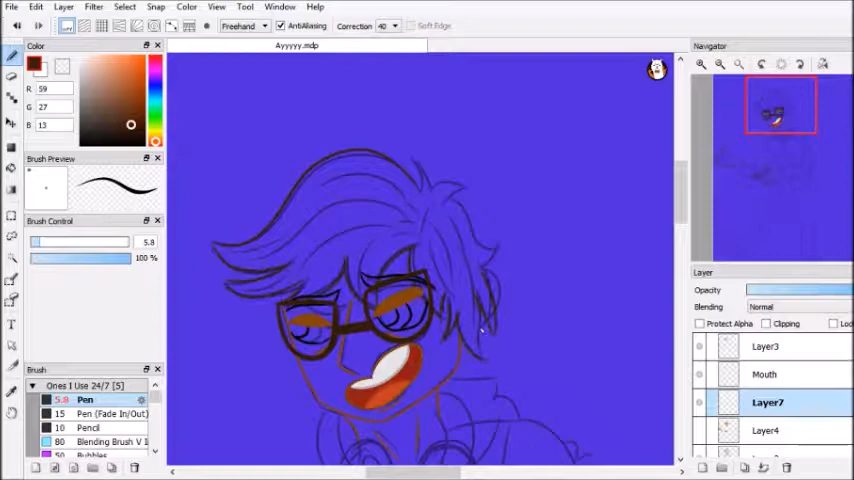 File Edit Layer Filter Select Snap Color View Tool Window Help
Freehand AntiAliasing Correction 40 Soft Edge
Ayyyyy.mdp
Color
R 59
G 27
B 13
Brush Preview
Brush Control
5.8
100 %
Brush
Ones I Use 24/7 [5]
5.8 Pen
15 Pen (Fade In/Out)
10 Pencil
80 Blending Brush V 1
50 Bubbles
Navigator
Layer
Opacity
Blending Normal
Protect Alpha Clipping Loc
Layer3
Mouth
Layer7
Layer4